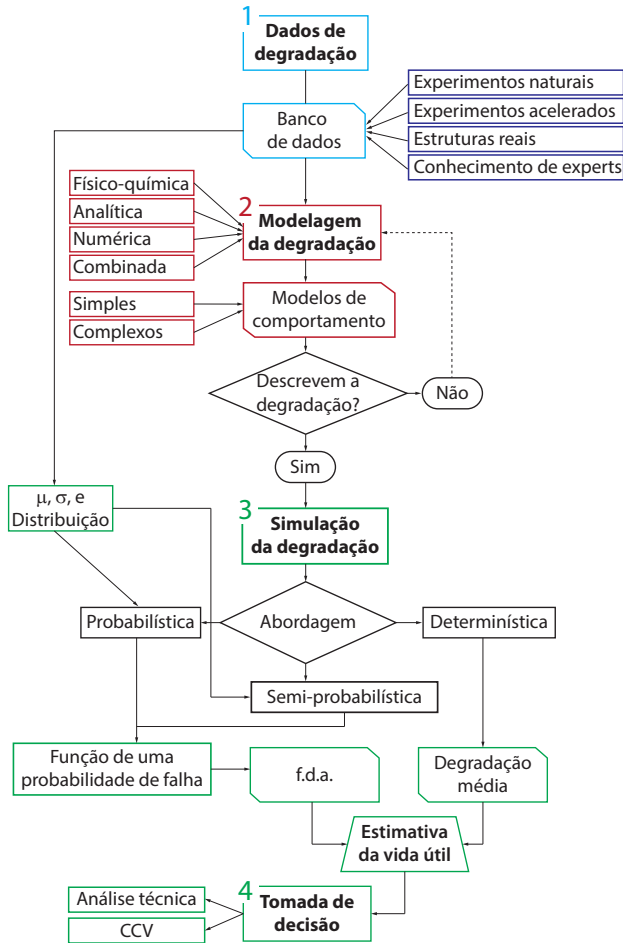 1
Dados de
degradação
Banco
de dados
Experimentos naturais
Experimentos acelerados
Estruturas reais
Conhecimento de experts
Físico-química
Analítica
Numérica
Combinada
2
Modelagem
da degradação
Simples
Complexos
Modelos de
comportamento
Descrevem a
degradação?
Não
Sim
μ, σ, e
Distribuição
3
Simulação
da degradação
Probabilística
Abordagem
Determinística
Semi-probabilística
Função de uma
probabilidade de falha
f.d.a.
Degradação
média
Estimativa
da vida útil
4
Tomada de
decisão
Análise técnica
CCV